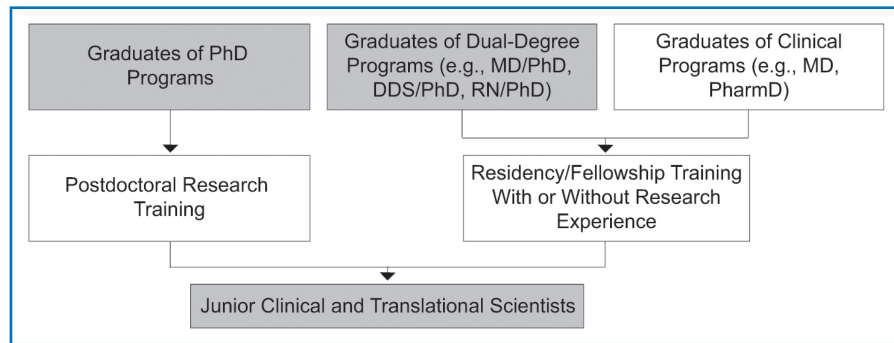 Graduates of PhD
Programs
Graduates of Dual-Degree
Programs (e.g., MD/PhD,
DDS/PhD, RN/PhD)
Graduates of Clinical
Programs (e.g., MD,
PharmD)
Postdoctoral Research
Training
Residency/Fellowship Training
With or Without Research
Experience
Junior Clinical and Translational Scientists